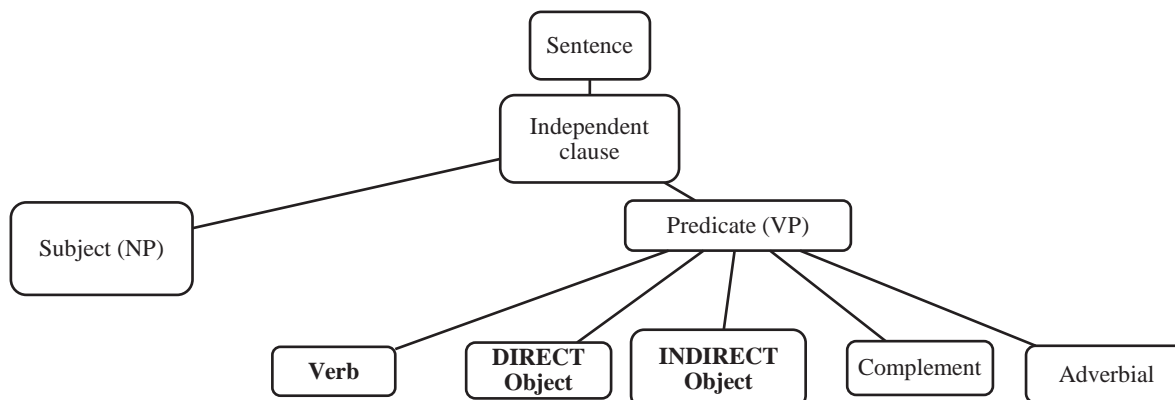 Sentence
Independent
clause
Subject (NP)
Predicate (VP)
Verb
DIRECT
Object
INDIRECT
Object
Complement
Adverbial